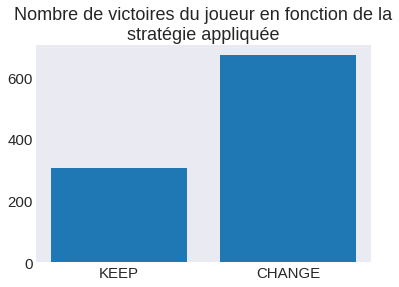 Nombre de victoires du joueur en fonction de la
stratégie appliquée
600
400
200
0
KEEP CHANGE